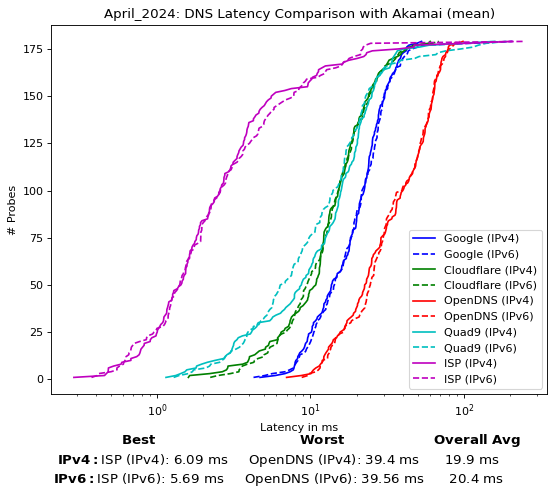 April_2024: DNS Latency Comparison with Akamai (mean)
175
150
125
100
75
50
25
0
# Probes
Google (IPv4)
Google (IPv6)
Cloudflare (IPv4)
Cloudflare (IPv6)
OpenDNS (IPv4)
OpenDNS (IPv6)
Quad9 (IPv4)
Quad9 (IPv6)
ISP (IPv4)
ISP (IPv6)
10⁰ 10¹ 10²
Latency in ms
Best Worst Overall Avg
IPv4: ISP (IPv4): 6.09 ms OpenDNS (IPv4): 39.4 ms 19.9 ms
IPv6: ISP (IPv6): 5.69 ms OpenDNS (IPv6): 39.56 ms 20.4 ms